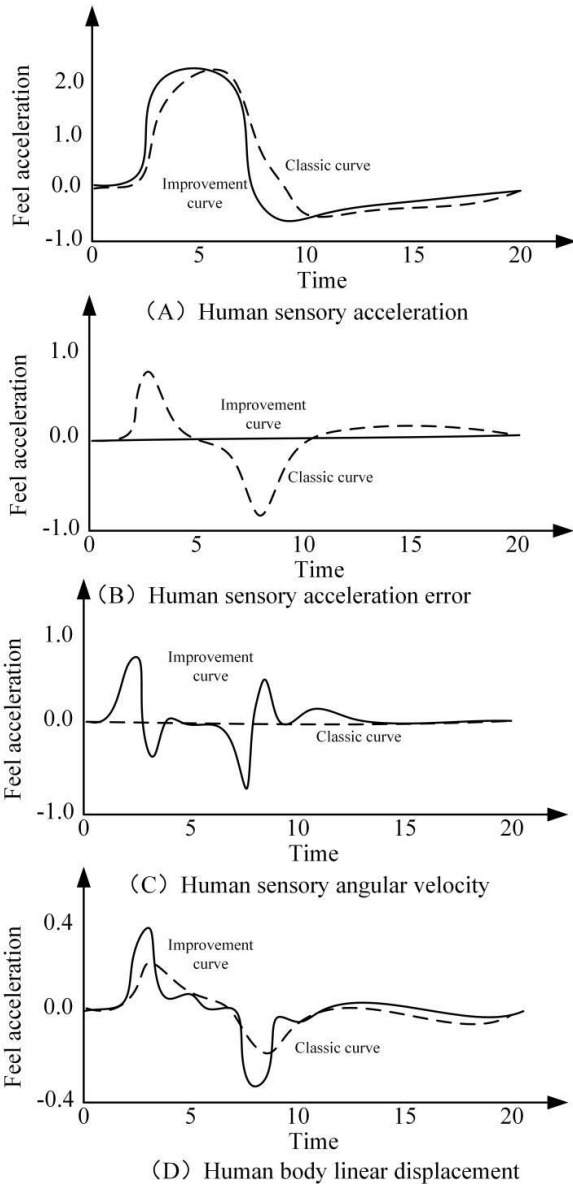 Feel acceleration
2.0
1.0
0.0
-1.0
Improvement
curve
Classic curve
0
5
10
15
20
Time
（A）Human sensory acceleration
Feel acceleration
1.0
0.0
-1.0
Improvement
curve
Classic curve
0
5
10
15
20
Time
（B）Human sensory acceleration error
Feel acceleration
1.0
0.0
-1.0
Improvement
curve
Classic curve
0
5
10
15
20
（C）Human sensory angular velocity
Feel acceleration
0.4
0.0
-0.4
Improvement
curve
Classic curve
0
5
10
15
20
Time
（D）Human body linear displacement